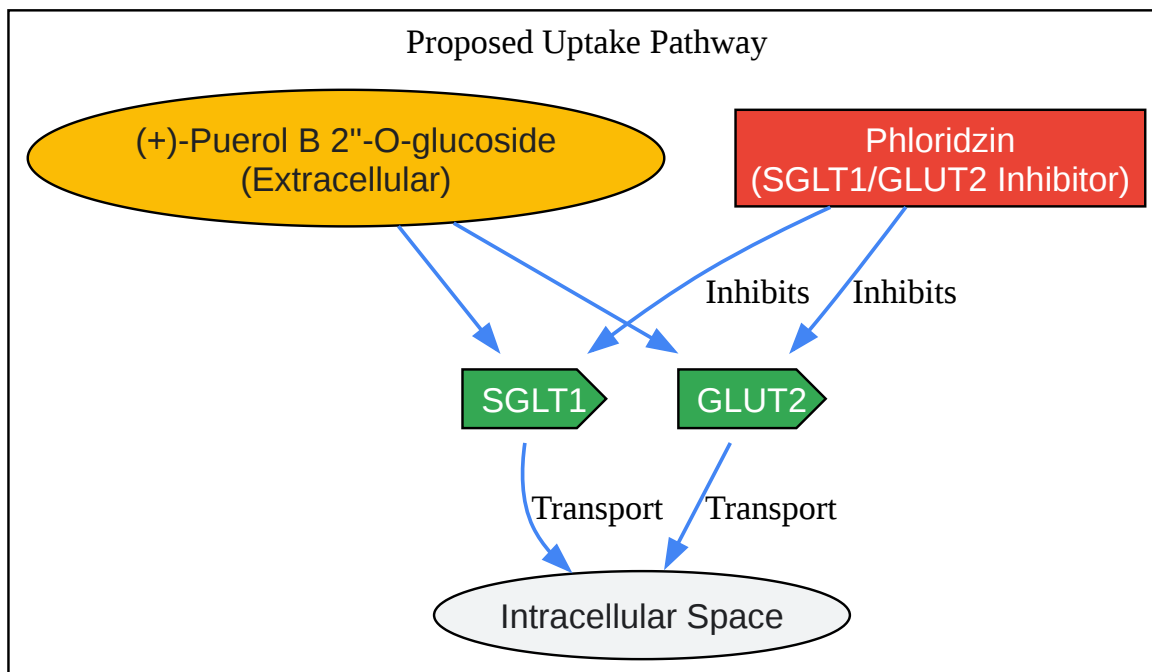 Proposed Uptake Pathway
(+)-Puerol B 2"-O-glucoside
(Extracellular)
Phloridzin
(SGLT1/GLUT2 Inhibitor)
Inhibits
Inhibits
SGLT1
GLUT2
Transport
Transport
Intracellular Space